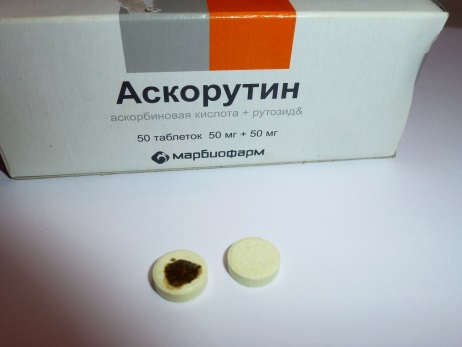 Аскорутин
аскорбиновая кислота + рутозид&
50 таблеток 50 мг + 50 мг
марбиофарм